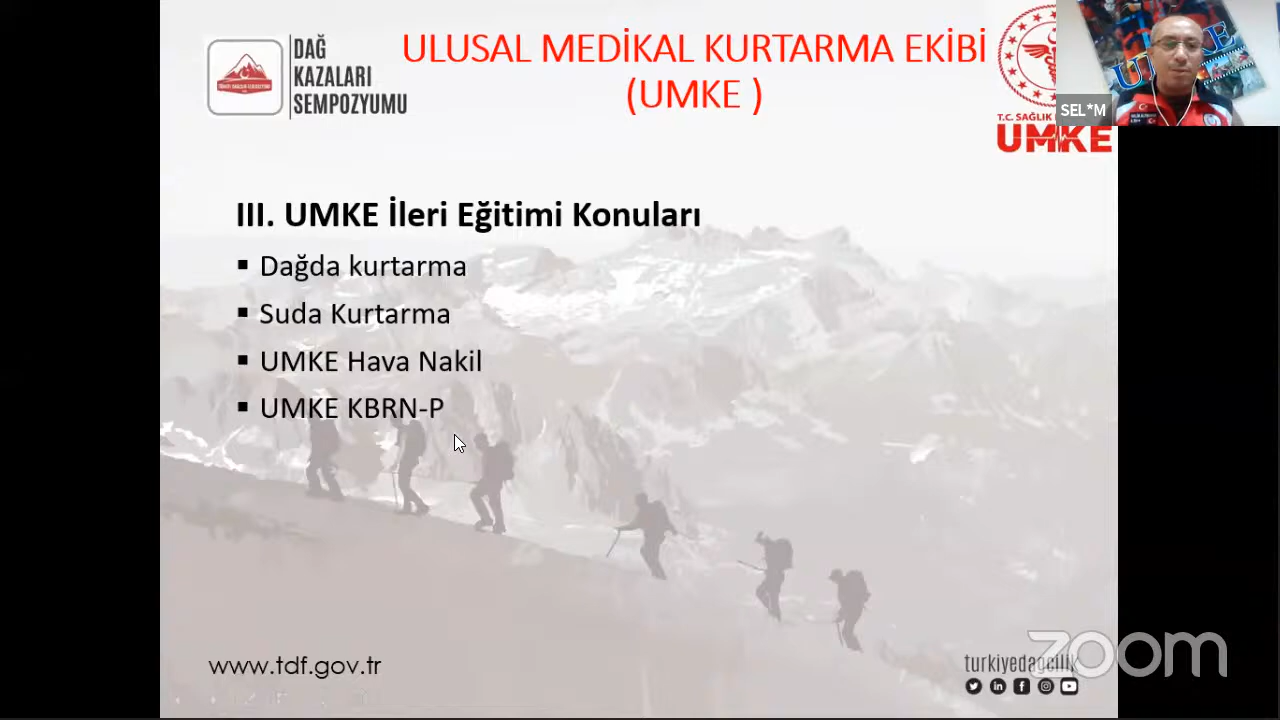 DAĞ
KAZALARI
SEMPOZYUMU
ULUSAL MEDİKAL KURTARMA EKİBİ
(UMKE )
T.C. SAĞLIK
UMKE
UMKE
SEL*M
III. UMKE İleri Eğitimi Konuları
▪ Dağda kurtarma
▪ Suda Kurtarma
▪ UMKE Hava Nakil
▪ UMKE KBRN-P
www.tdf.gov.tr
turkiyedagcilik
zoom